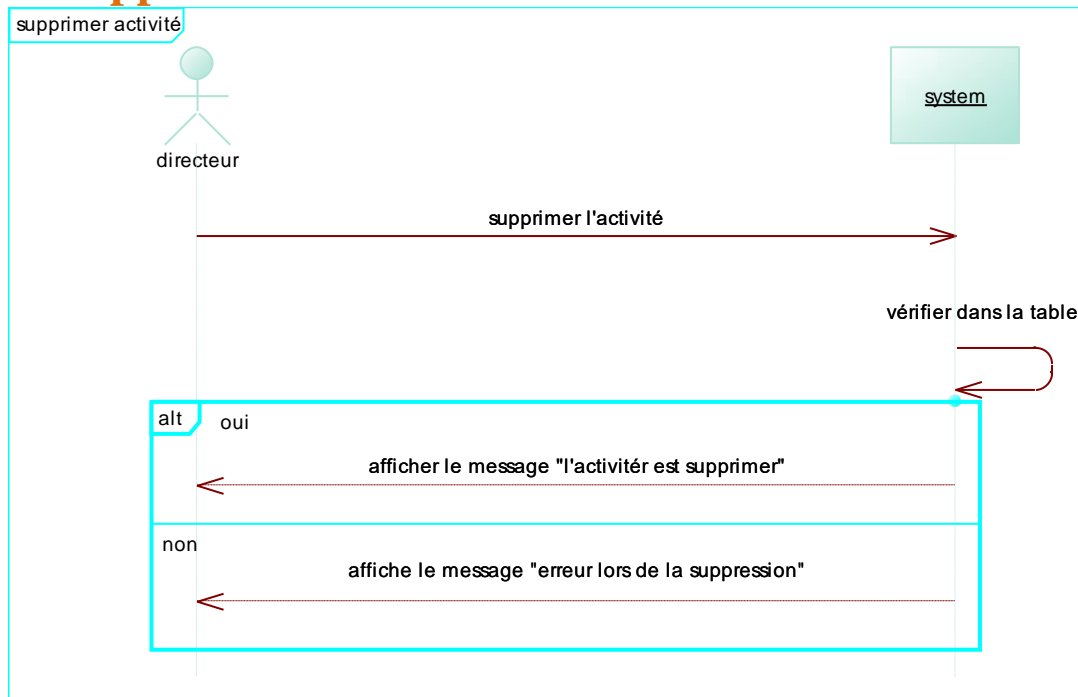 supprimer activité
system
directeur
supprimer l'activité
vérifier dans la table
alt
oui
afficher le message "l'activitér est supprimer"
non
affiche le message "erreur lors de la suppression"